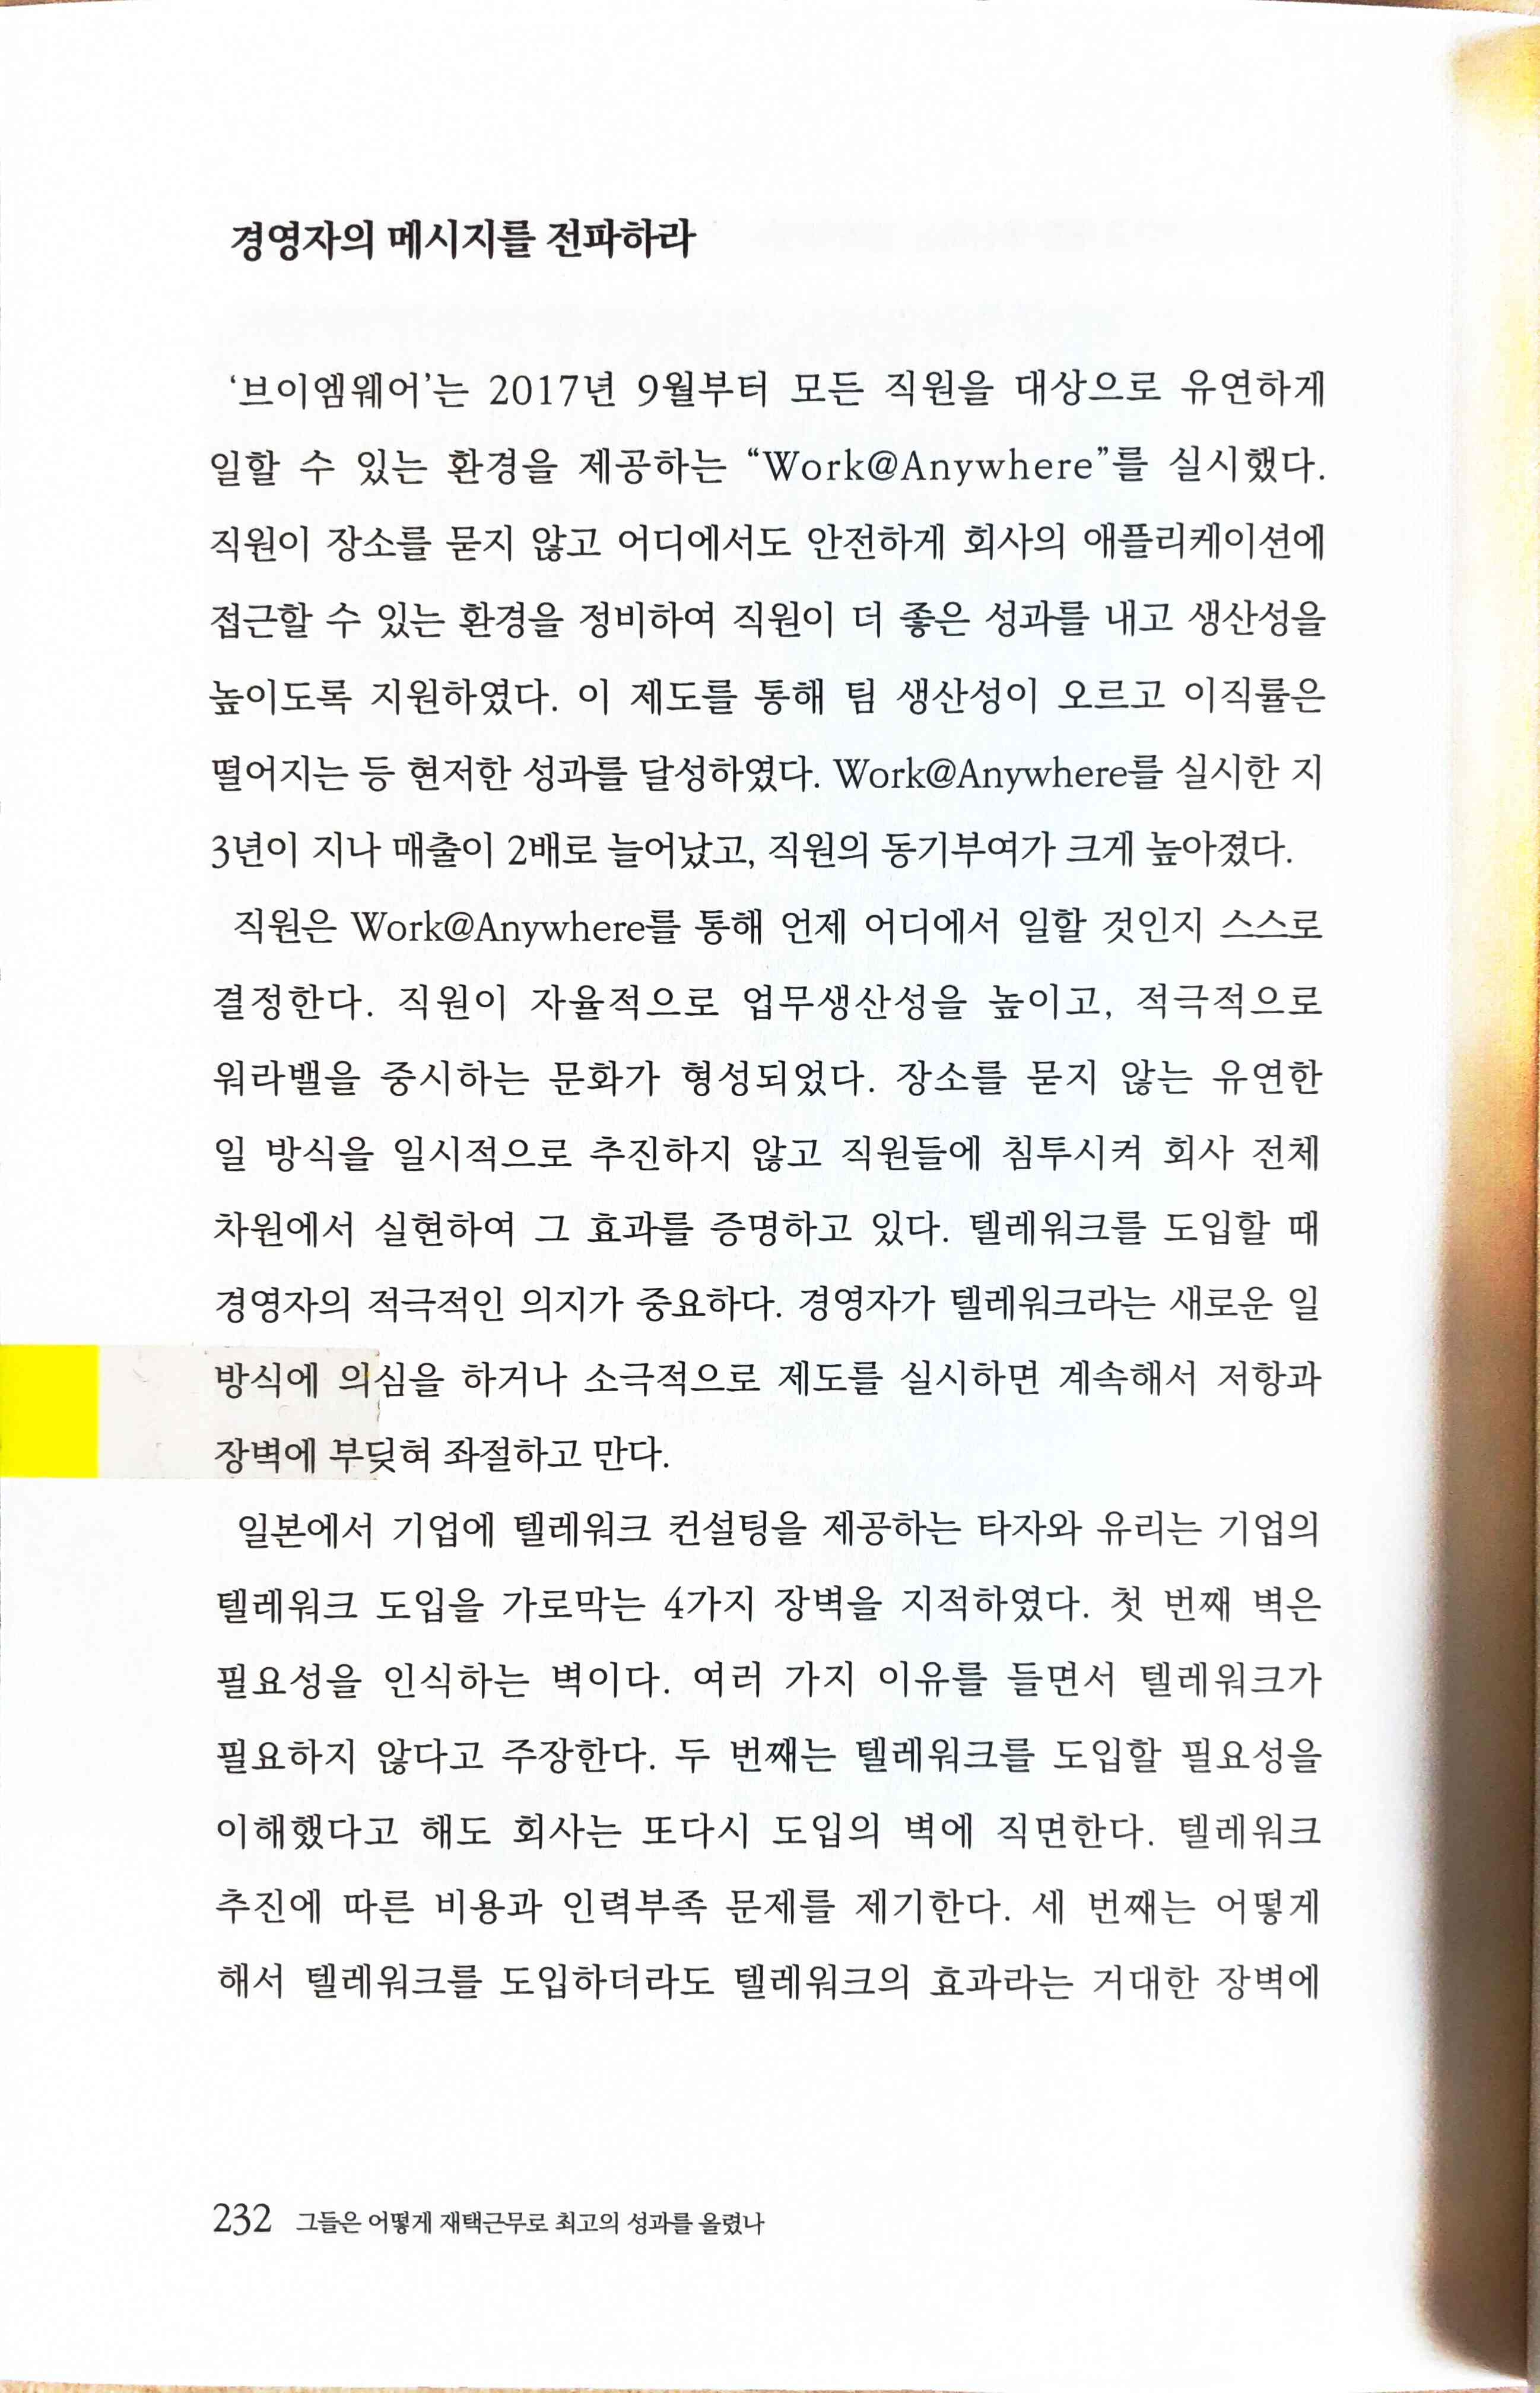 경영자의 메시지를 전파하라
‘브이엠웨어’는 2017년 9월부터 모든 직원을 대상으로 유연하게
일할 수 있는 환경을 제공하는 “Work@Anywhere”를 실시했다.
직원이 장소를 묻지 않고 어디에서도 안전하게 회사의 애플리케이션에
접근할 수 있는 환경을 정비하여 직원이 더 좋은 성과를 내고 생산성을
높이도록 지원하였다. 이 제도를 통해 팀 생산성이 오르고 이직률은
떨어지는 등 현저한 성과를 달성하였다. Work@Anywhere를 실시한 지
3년이 지나 매출이 2배로 늘어났고, 직원의 동기부여가 크게 높아졌다.
직원은 Work@Anywhere를 통해 언제 어디에서 일할 것인지 스스로
결정한다. 직원이 자율적으로 업무생산성을 높이고, 적극적으로
워라밸을 중시하는 문화가 형성되었다. 장소를 묻지 않는 유연한
일 방식을 일시적으로 추진하지 않고 직원들에 침투시켜 회사 전체
차원에서 실현하여 그 효과를 증명하고 있다. 텔레워크를 도입할 때
경영자의 적극적인 의지가 중요하다. 경영자가 텔레워크라는 새로운 일
방식에 의심을 하거나 소극적으로 제도를 실시하면 계속해서 저항과
장벽에 부딪혀 좌절하고 만다.
일본에서 기업에 텔레워크 컨설팅을 제공하는 타자와 유리는 기업의
텔레워크 도입을 가로막는 4가지 장벽을 지적하였다. 첫 번째 벽은
필요성을 인식하는 벽이다. 여러 가지 이유를 들면서 텔레워크가
필요하지 않다고 주장한다. 두 번째는 텔레워크를 도입할 필요성을
이해했다고 해도 회사는 또다시 도입의 벽에 직면한다. 텔레워크
추진에 따른 비용과 인력부족 문제를 제기한다. 세 번째는 어떻게
해서 텔레워크를 도입하더라도 텔레워크의 효과라는 거대한 장벽에
232 그들은 어떻게 재택근무로 최고의 성과를 올렸나